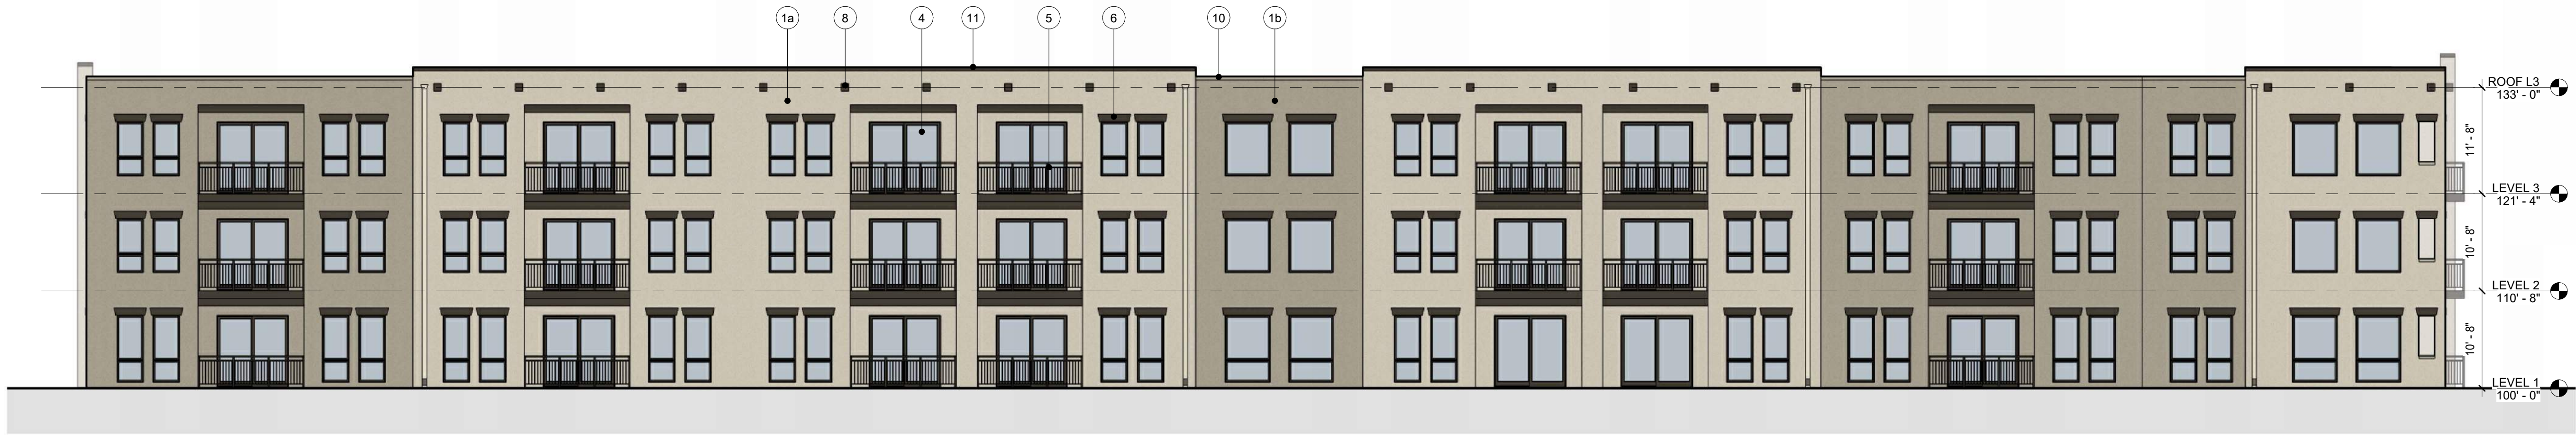 1a 8 4 11 5 6 10 1b
ROOF L3
133' - 0"
11' - 8"
LEVEL 3
121' - 4"
10' - 8"
LEVEL 2
110' - 8"
10' - 8"
LEVEL 1
100' - 0"